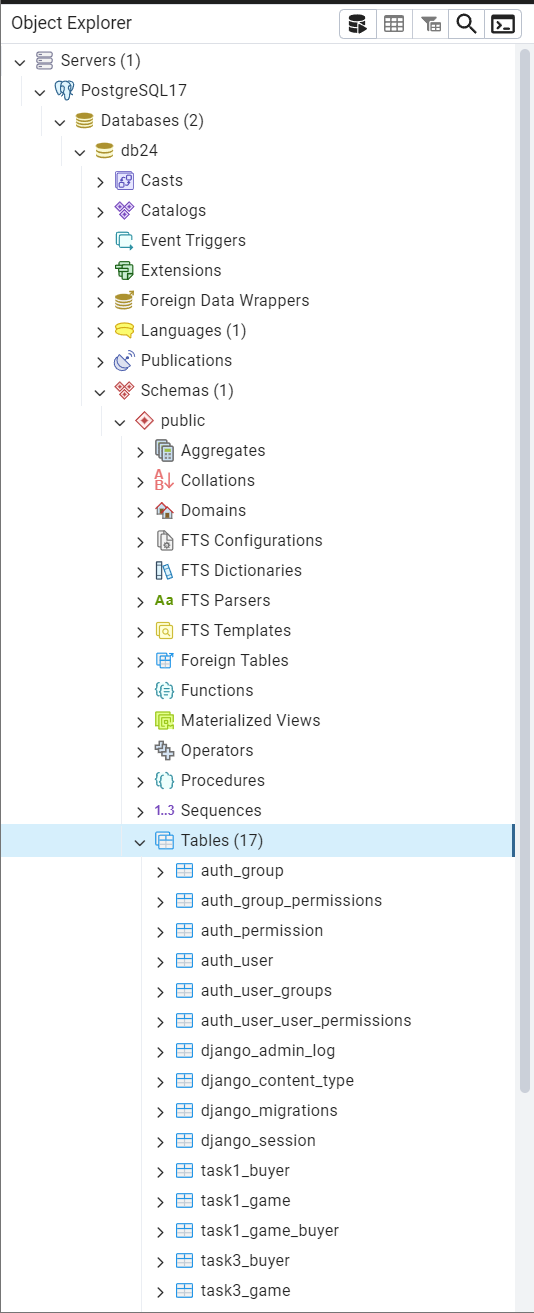 Object Explorer
Servers (1)
PostgreSQL17
Databases (2)
db24
Casts
Catalogs
Event Triggers
Extensions
Foreign Data Wrappers
Languages (1)
Publications
Schemas (1)
public
Aggregates
Collations
Domains
FTS Configurations
FTS Dictionaries
Aa FTS Parsers
FTS Templates
Foreign Tables
Functions
Materialized Views
Operators
Procedures
1..3 Sequences
Tables (17)
auth_group
auth_group_permissions
auth_permission
auth_user
auth_user_groups
auth_user_user_permissions
django_admin_log
django_content_type
django_migrations
django_session
task1_buyer
task1_game
task1_game_buyer
task3_buyer
task3_game